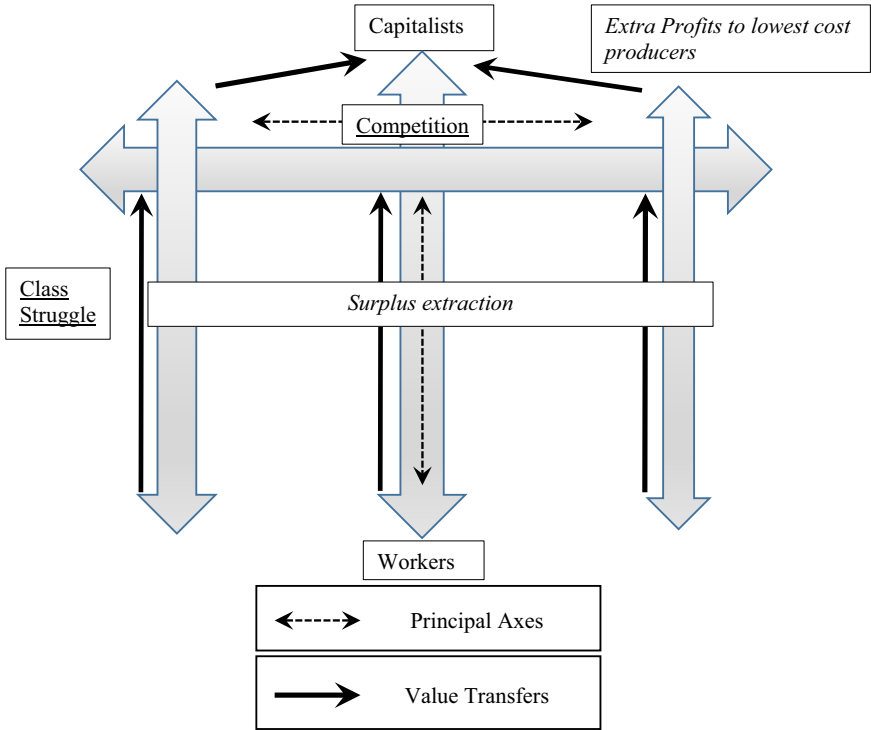 Capitalists
Extra Profits to lowest cost
producers
Competition
Class
Struggle
Surplus extraction
Workers
Principal Axes
Value Transfers